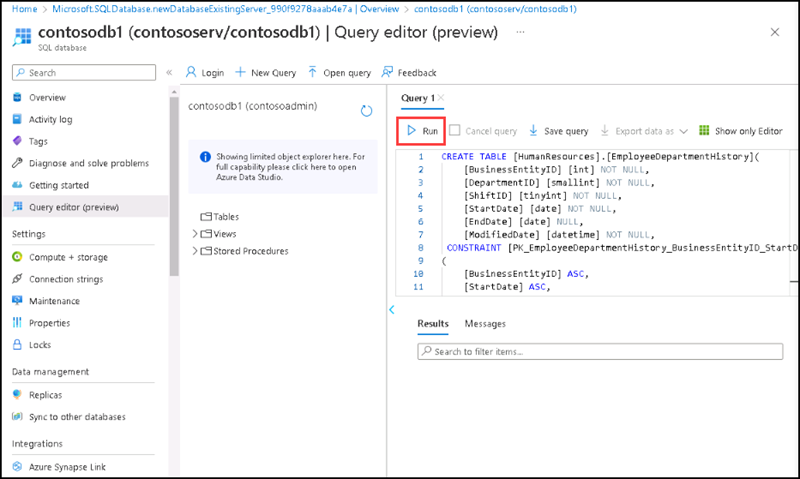 Home > Microsoft.SQLDatabase.newDatabaseExistingServer_990f9278aaab4e7a | Overview > contosodb1 (contososerv/contosodb1)
contosodb1 (contososerv/contosodb1) | Query editor (preview) ...
SQL database
Search
«
Overview
Activity log
Tags
Diagnose and solve problems
Getting started
Query editor (preview)
Settings
Compute + storage
Connection strings
Maintenance
Properties
Locks
Data management
Replicas
Sync to other databases
Integrations
Azure Synapse Link
Login + New Query Open query Feedback
contosodb1 (contosoadmin)
Showing limited object explorer here. For
full capability please click here to open
Azure Data Studio.
Tables
Views
Stored Procedures
Query 1
Run Cancel query Save query Export data as Show only Editor
1 CREATE TABLE [HumanResources].[EmployeeDepartmentHistory](
2 [BusinessEntityID] [int] NOT NULL,
3 [DepartmentID] [smallint] NOT NULL,
4 [ShiftID] [tinyint] NOT NULL,
5 [StartDate] [date] NOT NULL,
6 [EndDate] [date] NULL,
7 [ModifiedDate] [datetime] NOT NULL,
8 CONSTRAINT [PK_EmployeeDepartmentHistory_BusinessEntityID_StartD
9 (
10 [BusinessEntityID] ASC,
11 [StartDate] ASC,
Results Messages
Search to filter items...